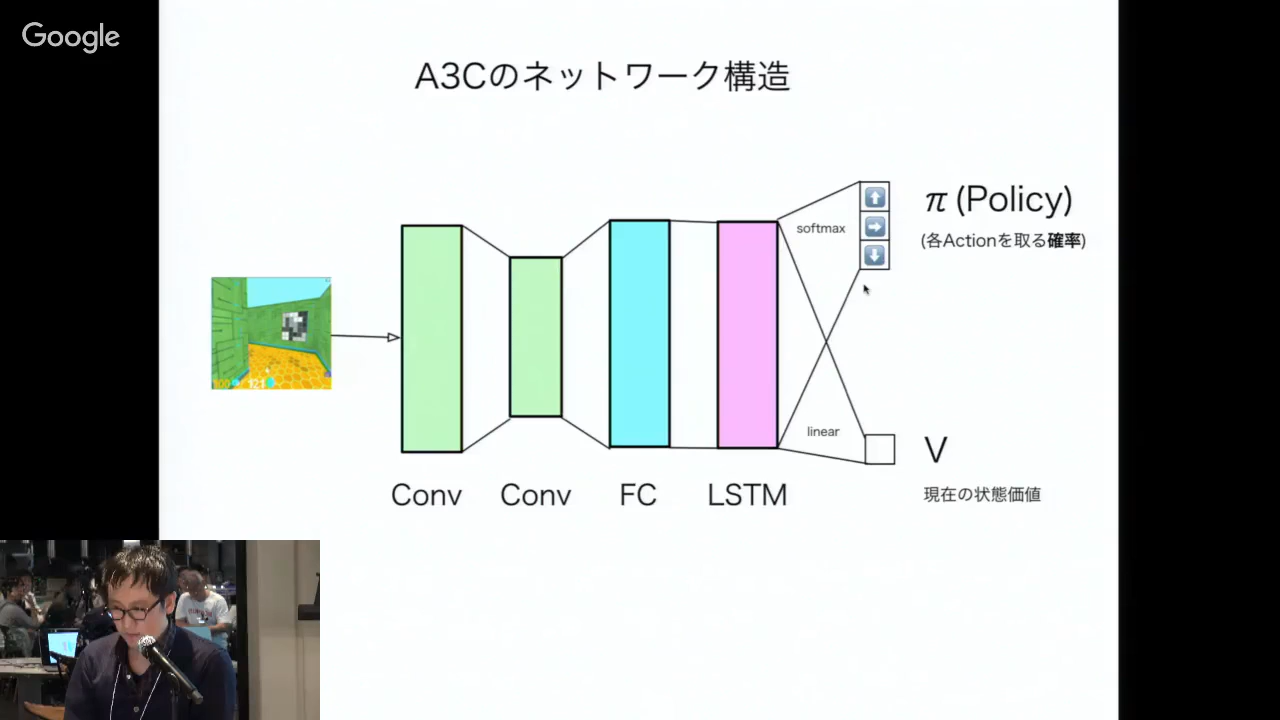 Google
A3Cのネットワーク構造
π (Policy)
softmax
(各Actionを取る確率)
linear
V
現在の状態価値
Conv
Conv
FC
LSTM